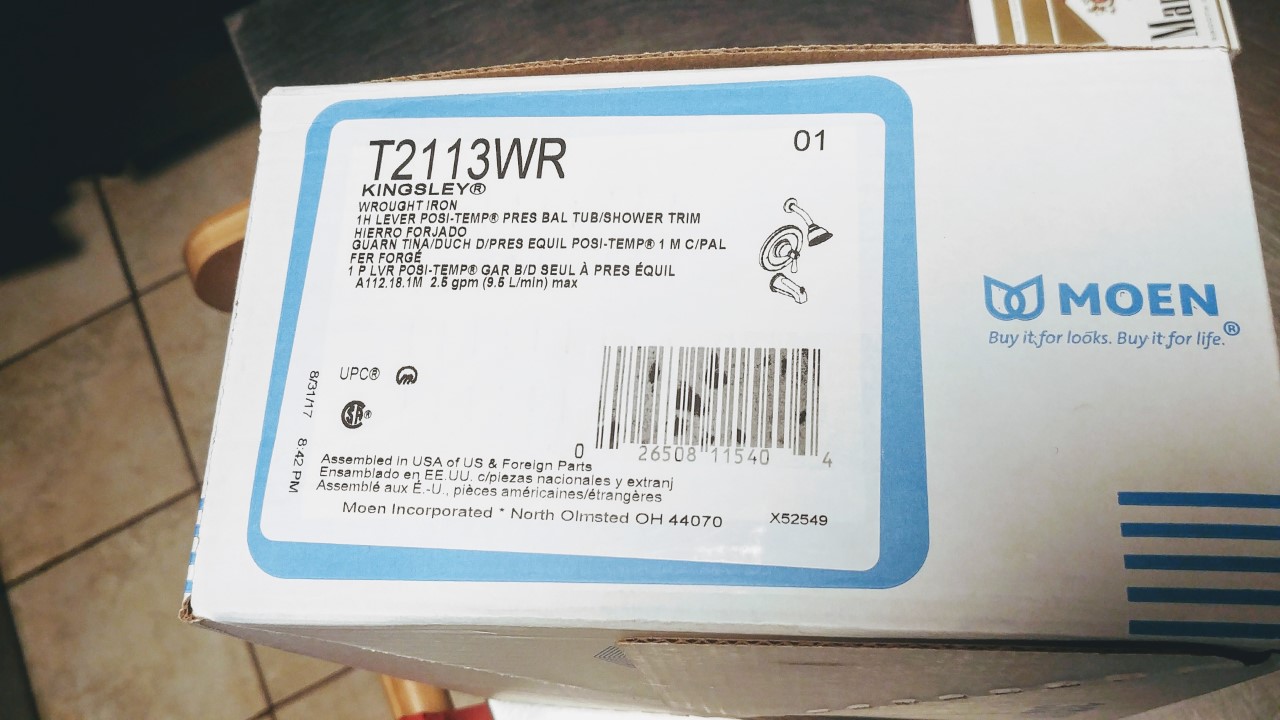 Mar
T2113WR
01
KINGSLEY®
WROUGHT IRON
1H LEVER POSI-TEMP® PRES BAL TUB/SHOWER TRIM
HIERRO FORJADO
GUARN TINA/DUCH D/PRES EQUIL POSI-TEMP® 1 M C/PAL
FER FORGÉ
1 P LVR POSI-TEMP® GAR B/D SEUL À PRES ÉQUIL
A112.18.1M 2.5 gpm (9.5 L/min) max
MOEN
Buy it for looks. Buy it for life.®
8/31/17 8:42 PM
UPC®
SA®
0 26508 11540 4
Assembled in USA of US & Foreign Parts
Ensamblado en EE.UU. c/piezas nacionales y extranj
Assemblé aux É.-U., pièces américaines/étrangères
Moen Incorporated * North Olmsted OH 44070
X52549